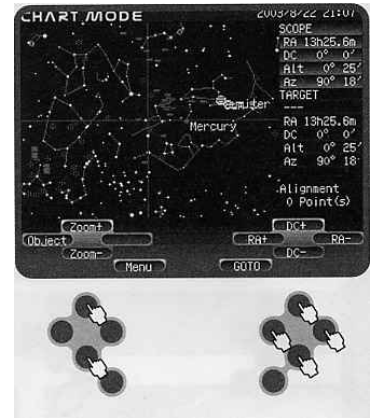 CHART MODE
2003/8/22 21:07
SCOPE
RA 13h25.6m
DC 0° 0′
Alt 0° 25′
Az 90° 18′
TARGET
---
RA 13h25.6m
DC 0° 0′
Alt 0° 25′
Az 90° 18′
Mercury
Alignment
0 Point(s)
Zoom+
DC+
Object
RA+
RA-
Zoom-
DC-
Menu
GOTO